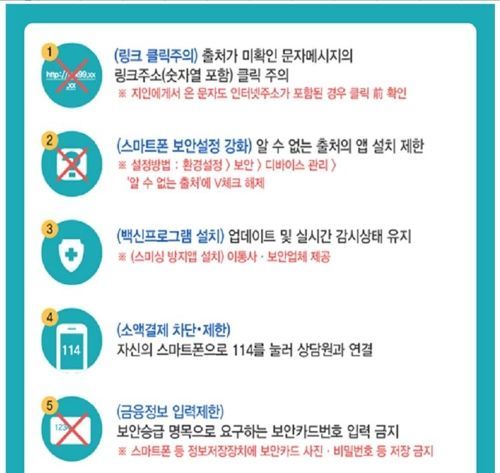 1
http://●●99.xx
.xx
(링크 클릭주의) 출처가 미확인 문자메시지의
링크주소(숫자열 포함) 클릭 주의
※ 지인에게서 온 문자도 인터넷주소가 포함된 경우 클릭 前 확인
2
?
(스마트폰 보안설정 강화) 알 수 없는 출처의 앱 설치 제한
※ 설정방법 : 환경설정 〉 보안 〉 디바이스 관리 〉
'알 수 없는 출처'에 V체크 해제
3
(백신프로그램 설치) 업데이트 및 실시간 감시상태 유지
※ (스미싱 방지앱 설치) 이통사 · 보안업체 제공
4
114
(소액결제 차단·제한)
자신의 스마트폰으로 114를 눌러 상담원과 연결
5
123
(금융정보 입력제한)
보안승급 명목으로 요구하는 보안카드번호 입력 금지
※ 스마트폰 등 정보저장장치에 보안카드 사진 · 비밀번호 등 저장 금지